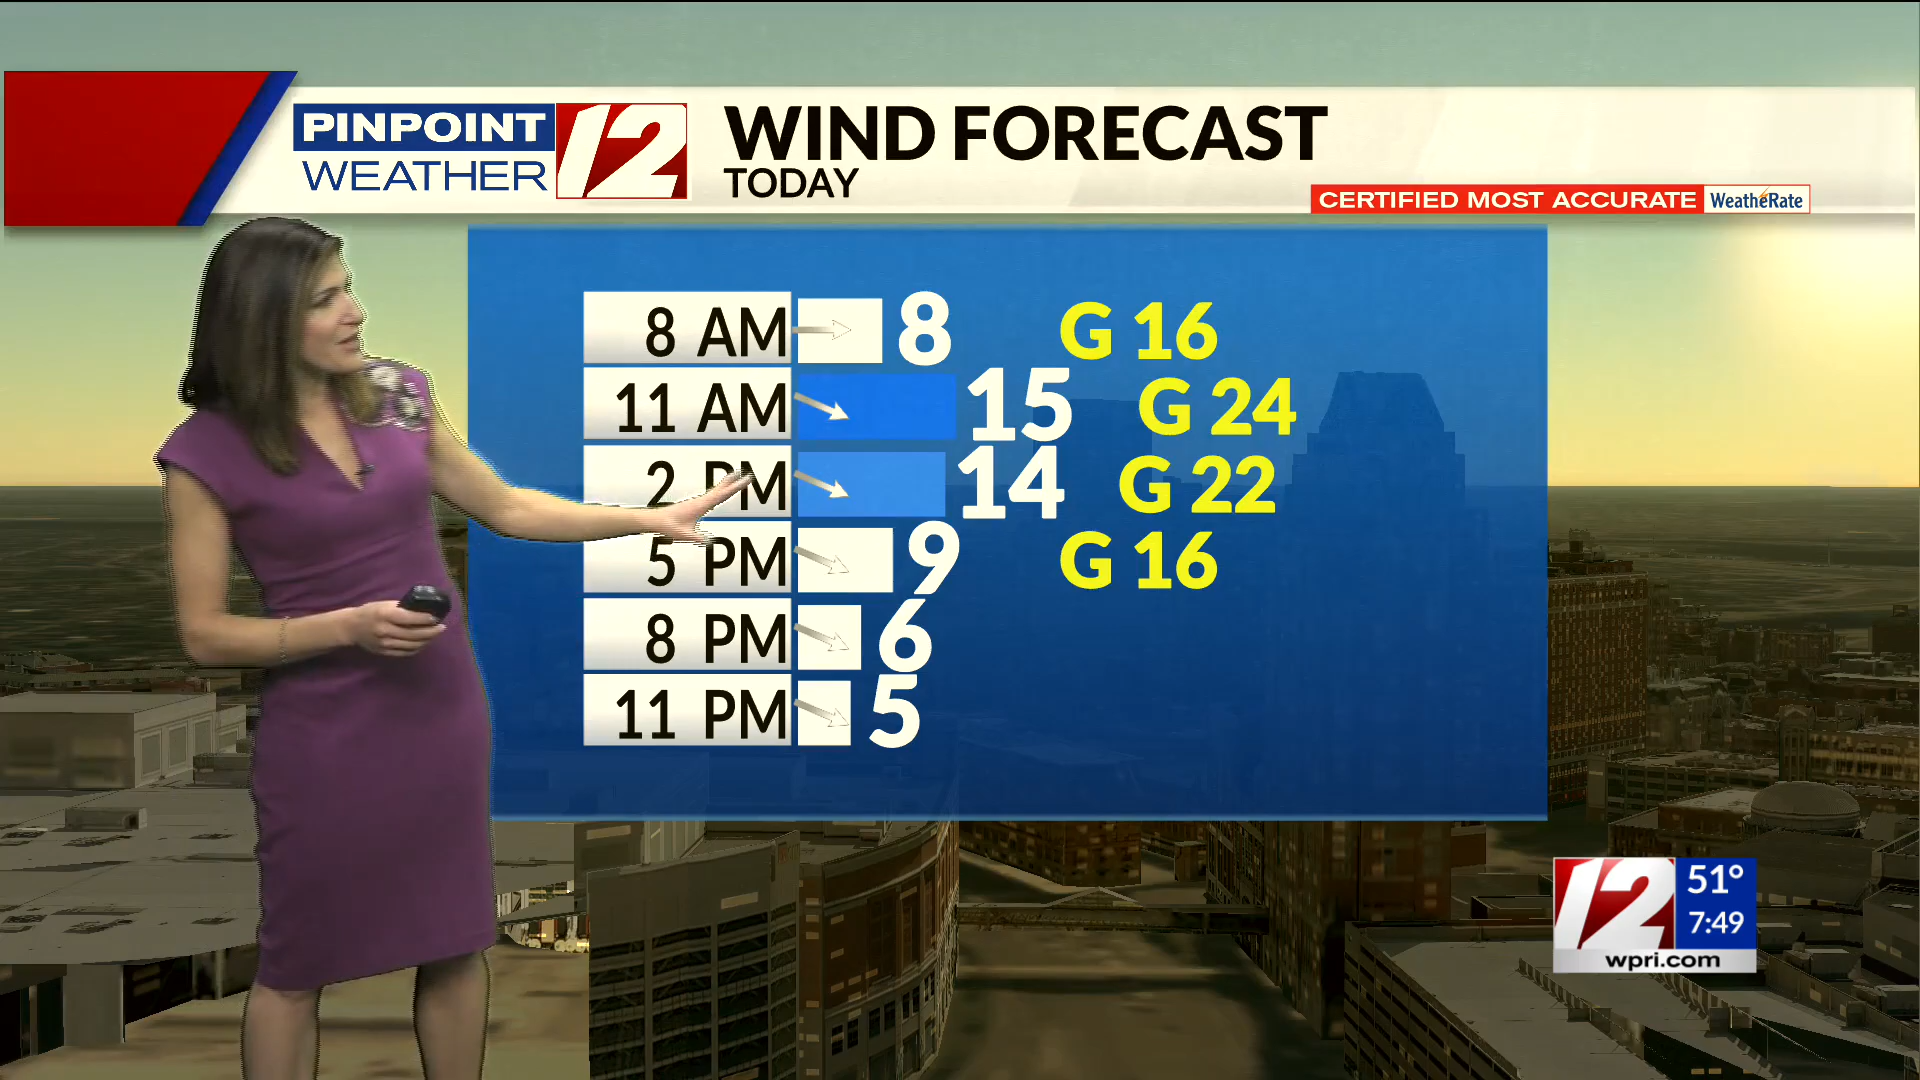 PINPOINT
WEATHER
12
WIND FORECAST
TODAY
CERTIFIED MOST ACCURATE WeatheRate
8 AM 8 G 16
11 AM 15 G 24
2 PM 14 G 22
5 PM 9 G 16
8 PM 6
11 PM 5
12
51°
7:49
wpri.com